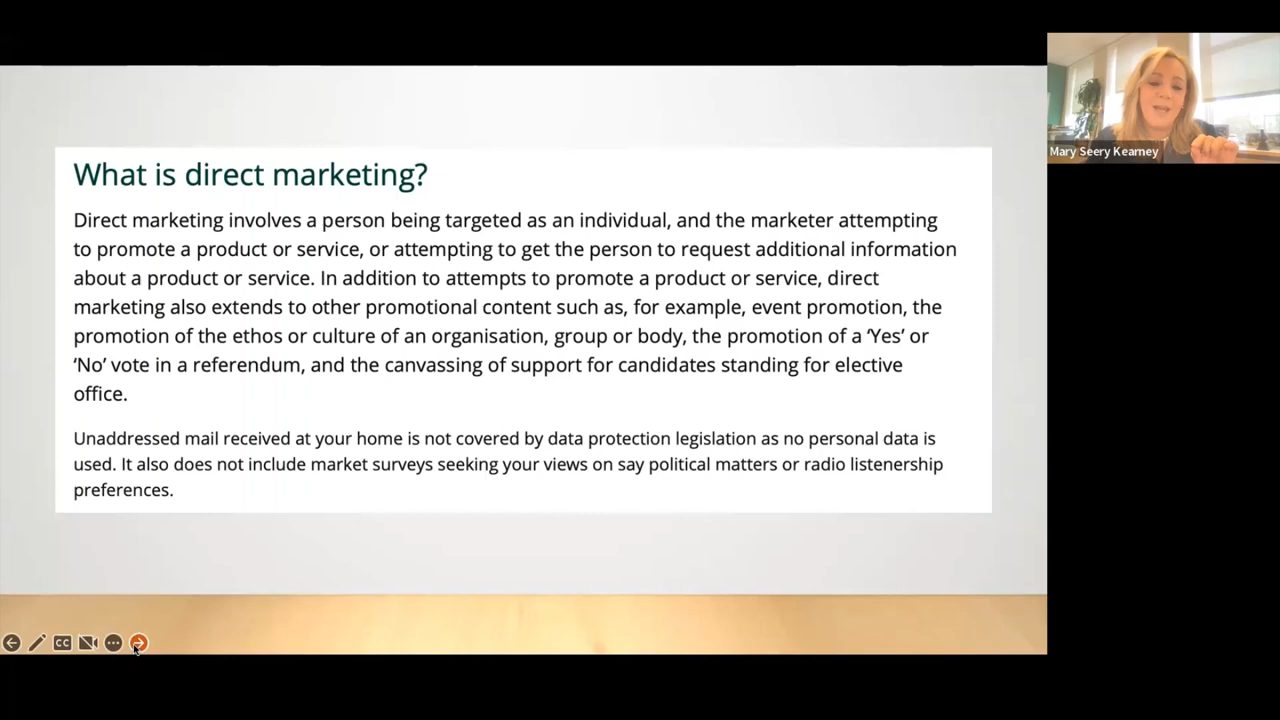 What is direct marketing?
Direct marketing involves a person being targeted as an individual, and the marketer attempting
to promote a product or service, or attempting to get the person to request additional information
about a product or service. In addition to attempts to promote a product or service, direct
marketing also extends to other promotional content such as, for example, event promotion, the
promotion of the ethos or culture of an organisation, group or body, the promotion of a ‘Yes’ or
‘No’ vote in a referendum, and the canvassing of support for candidates standing for elective
office.
Unaddressed mail received at your home is not covered by data protection legislation as no personal data is
used. It also does not include market surveys seeking your views on say political matters or radio listenership
preferences.
Mary Seery Kearney
CC